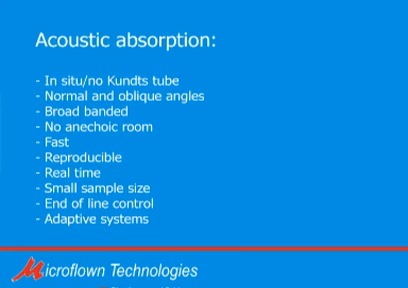 Acoustic absorption:
- In situ/no Kundts tube
- Normal and oblique angles
- Broad banded
- No anechoic room
- Fast
- Reproducible
- Real time
- Small sample size
- End of line control
- Adaptive systems
Microflown Technologies